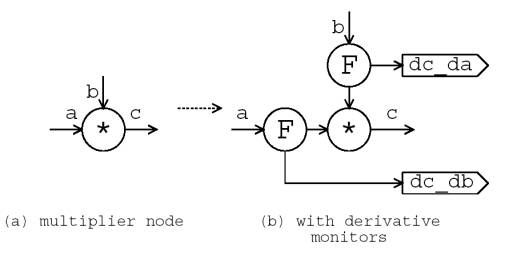 b
F
dc_da
b
a
*
c
a
F
*
c
dc_db
(a) multiplier node
(b) with derivative
monitors